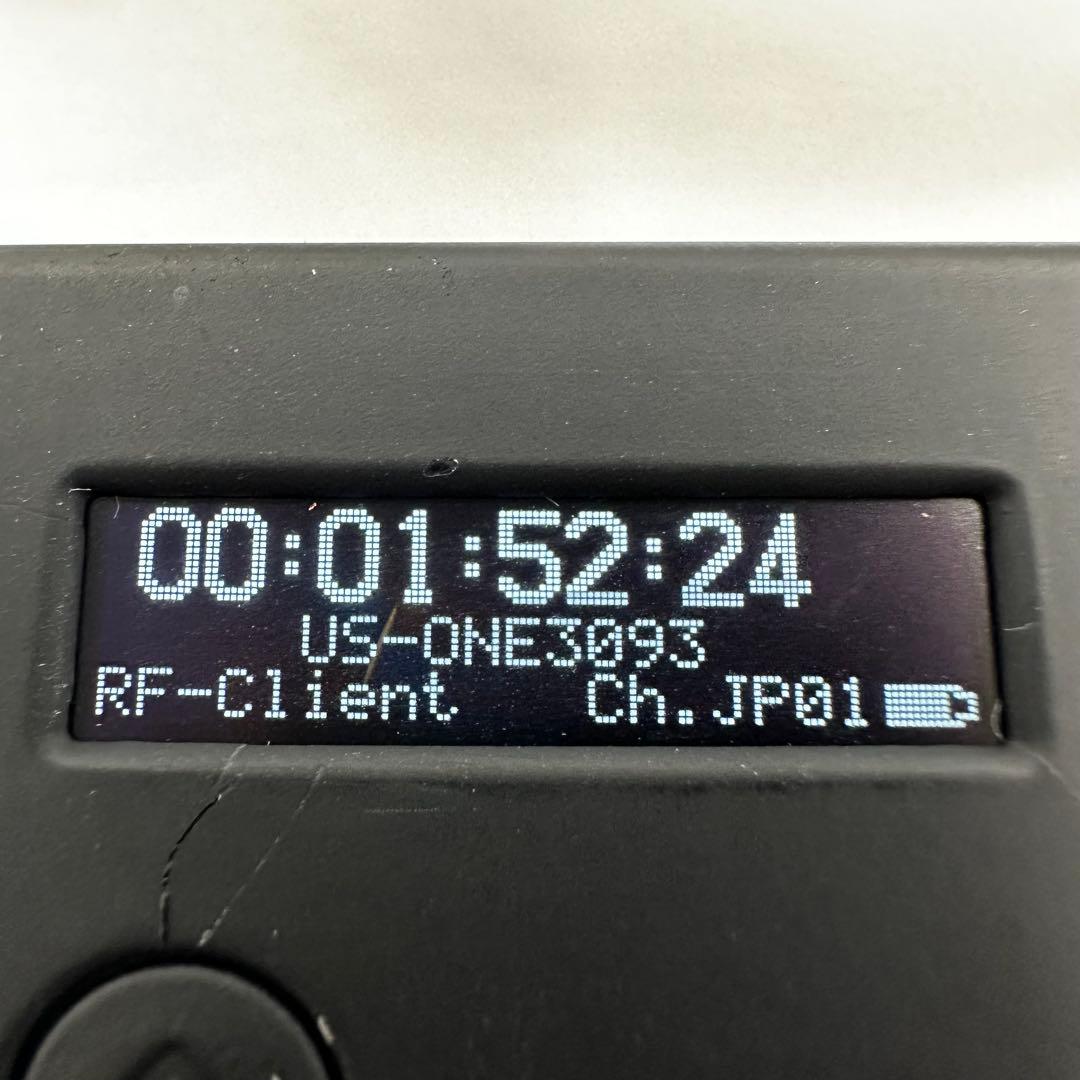 00:01:52:24
US-ONE3093
RF-Client Ch.JP01